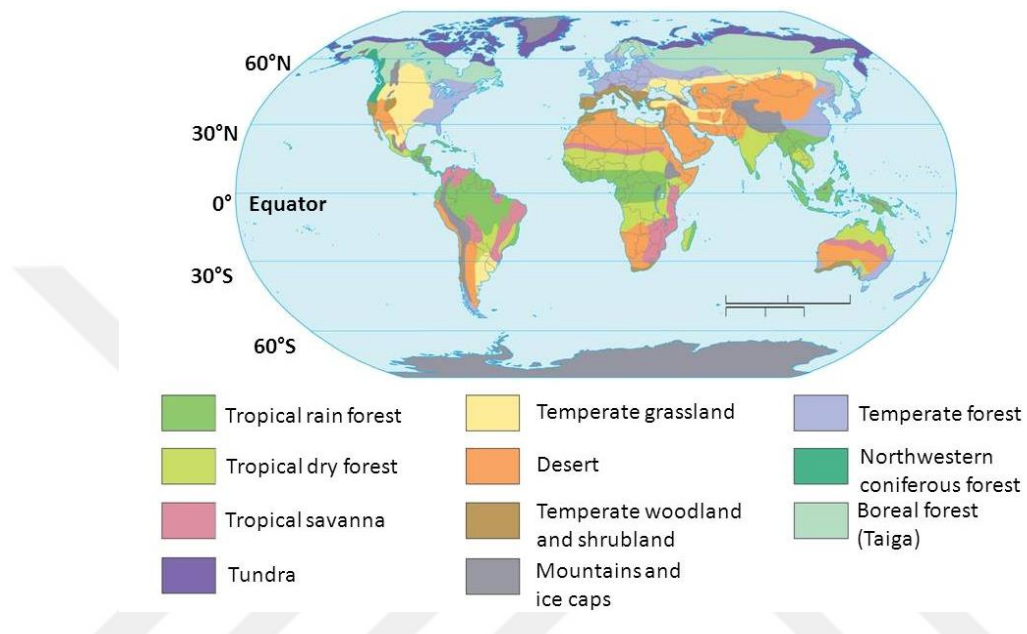 60°N
30°N
0° Equator
30°S
60°S
Tropical rain forest
Temperate grassland
Temperate forest
Tropical dry forest
Desert
Northwestern
coniferous forest
Tropical savanna
Temperate woodland
and shrubland
Boreal forest
(Taiga)
Tundra
Mountains and
ice caps